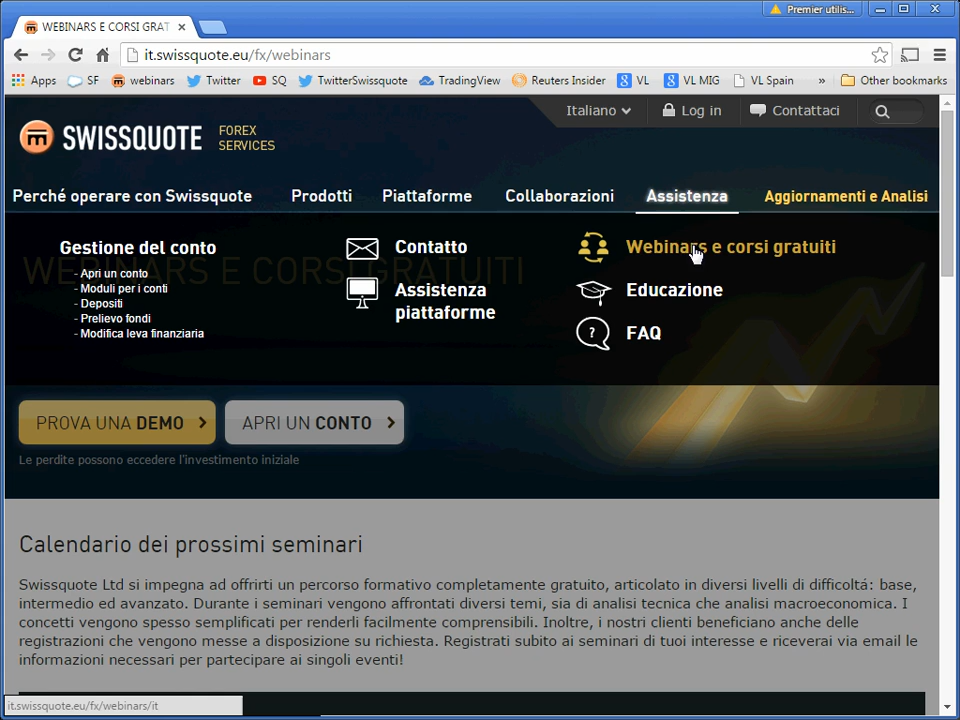 Premier utilis...
WEBINARS E CORSI GRAT
it.swissquote.eu/fx/webinars
Apps SF webinars Twitter SQ TwitterSwissquote TradingView Reuters Insider VL VL MIG VL Spain » Other bookmarks
Italiano Log in Contattaci
SWISSQUOTE
FOREX
SERVICES
Perché operare con Swissquote Prodotti Piattaforme Collaborazioni Assistenza Aggiornamenti e Analisi
WEBINARS E CORSI GRATUITI
Gestione del conto
- Apri un conto
- Moduli per i conti
- Depositi
- Prelievo fondi
- Modifica leva finanziaria
Contatto
Assistenza
piattaforme
Webinars e corsi gratuiti
Educazione
? FAQ
PROVA UNA DEMO APRI UN CONTO
Le perdite possono eccedere l'investimento iniziale
Calendario dei prossimi seminari
Swissquote Ltd si impegna ad offrirti un percorso formativo completamente gratuito, articolato in diversi livelli di difficoltá: base,
intermedio ed avanzato. Durante i seminari vengono affrontati diversi temi, sia di analisi tecnica che analisi macroeconomica. I
concetti vengono spesso semplificati per renderli facilmente comprensibili. Inoltre, i nostri clienti beneficiano anche delle
registrazioni che vengono messe a disposizione su richiesta. Registrati subito ai seminari di tuoi interesse e riceverai via email le
informazioni necessari per partecipare ai singoli eventi!
it.swissquote.eu/fx/webinars/it